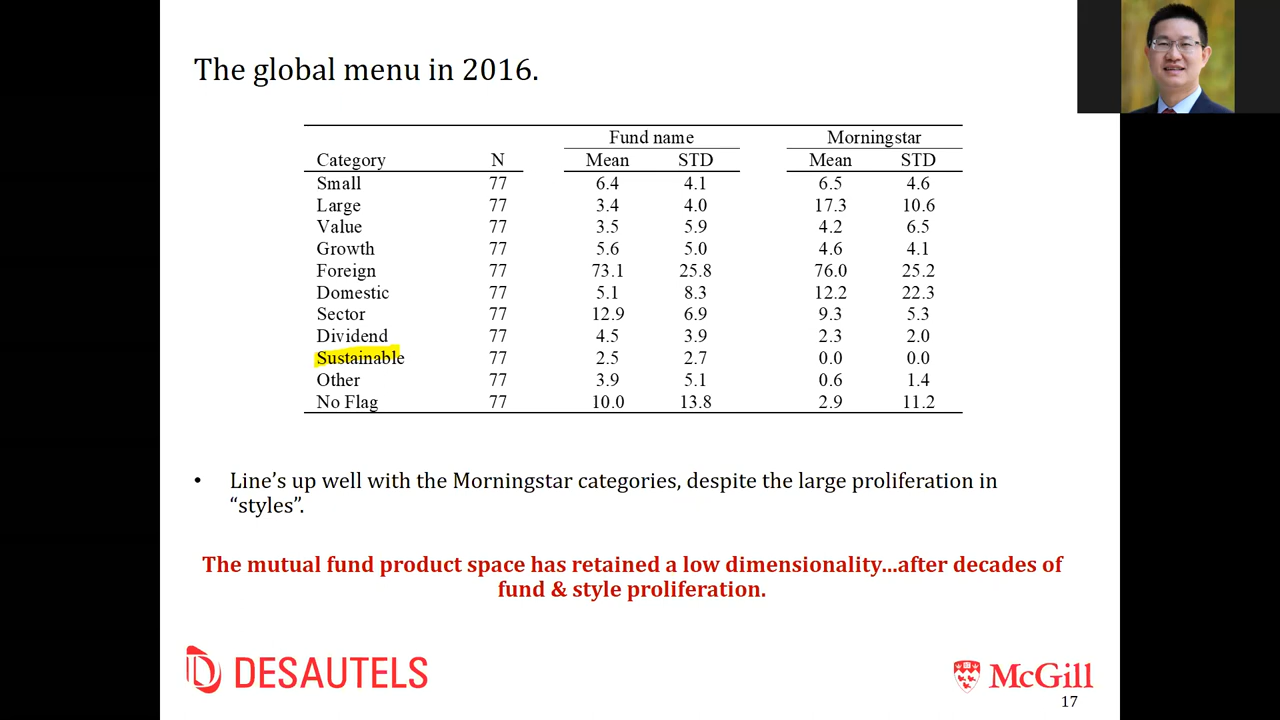 The global menu in 2016.
Fund name Morningstar
Category N Mean STD Mean STD
Small 77 6.4 4.1 6.5 4.6
Large 77 3.4 4.0 17.3 10.6
Value 77 3.5 5.9 4.2 6.5
Growth 77 5.6 5.0 4.6 4.1
Foreign 77 73.1 25.8 76.0 25.2
Domestic 77 5.1 8.3 12.2 22.3
Sector 77 12.9 6.9 9.3 5.3
Dividend 77 4.5 3.9 2.3 2.0
Sustainable 77 2.5 2.7 0.0 0.0
Other 77 3.9 5.1 0.6 1.4
No Flag 77 10.0 13.8 2.9 11.2
• Line’s up well with the Morningstar categories, despite the large proliferation in
“styles”.
The mutual fund product space has retained a low dimensionality...after decades of
fund & style proliferation.
DESAUTELS
McGill
17